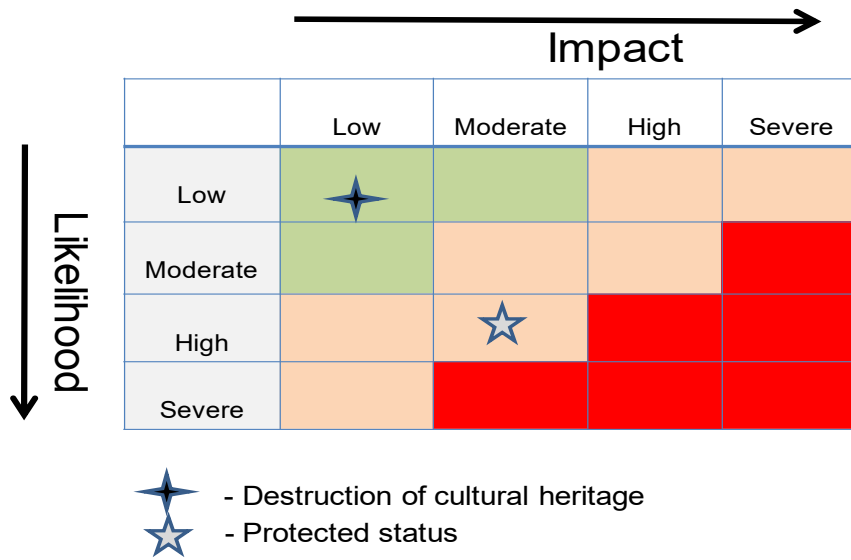 Impact
Low Moderate High Severe
Likelihood
Low
Moderate
High
Severe
- Destruction of cultural heritage
- Protected status